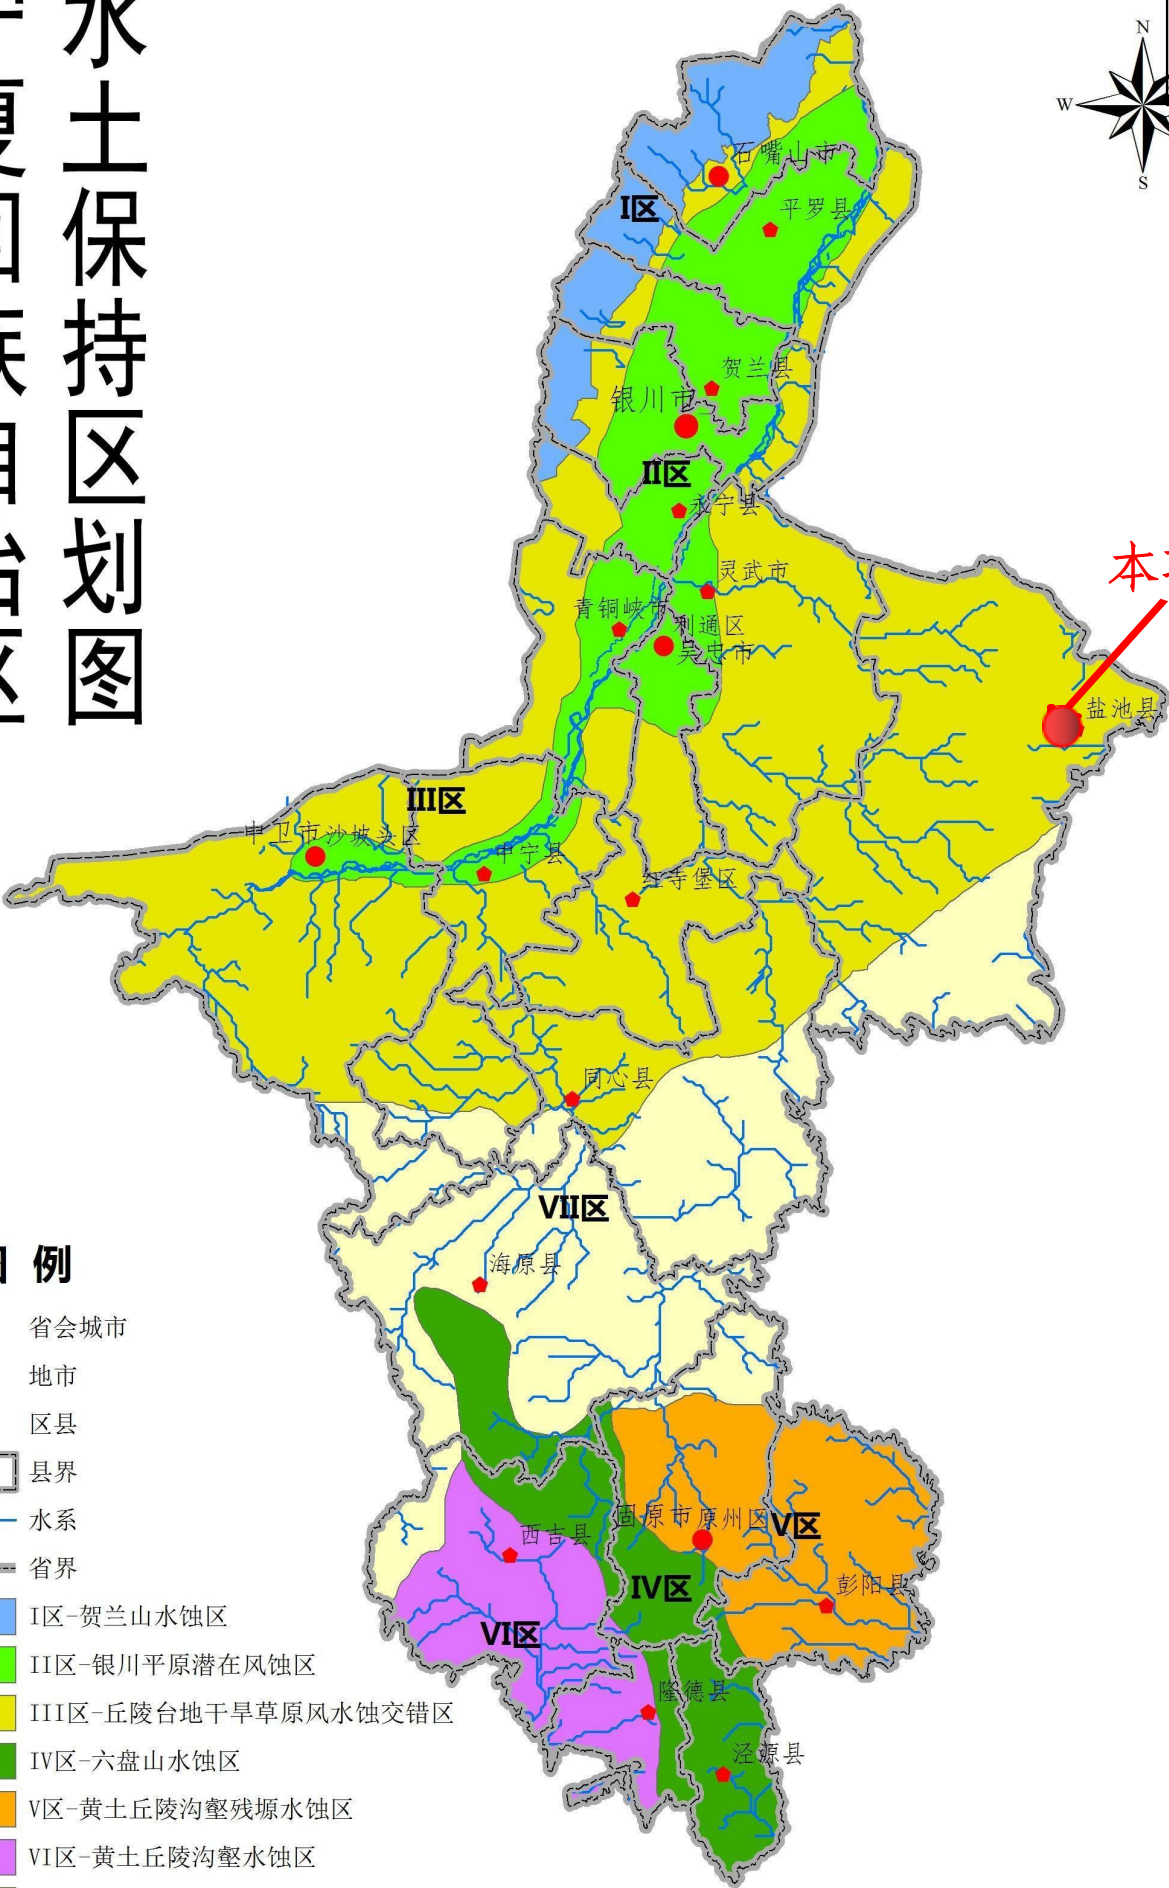 水土保持区划图
N
W
S
石嘴山市
I区
平罗县
贺兰县
银川市
II区
永宁县
灵武市
青铜峡市
利通区
吴忠市
本
盐池县
III区
中卫市沙坡头区
中宁县
红寺堡区
同心县
VII区
海原县
固原市原州区
V区
西吉县
IV区
彭阳县
VI区
隆德县
泾源县
例
省会城市
地市
区县
县界
水系
省界
I区-贺兰山水蚀区
II区-银川平原潜在风蚀区
III区-丘陵台地干旱草原风水蚀交错区
IV区-六盘山水蚀区
V区-黄土丘陵沟壑残塬水蚀区
VI区-黄土丘陵沟壑水蚀区